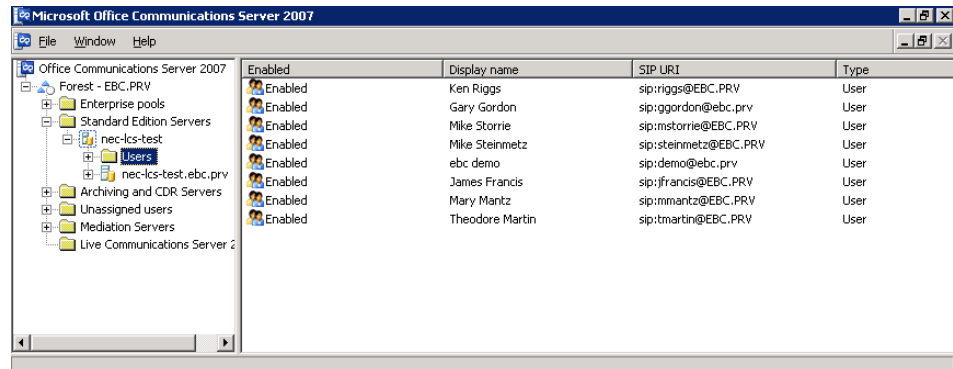 Microsoft Office Communications Server 2007
File Window Help
Office Communications Server 2007
Forest - EBC.PRV
Enterprise pools
Standard Edition Servers
nec-lcs-test
Users
nec-lcs-test.ebc.prv
Archiving and CDR Servers
Unassigned users
Mediation Servers
Live Communications Server 2
Enabled Display name SIP URI Type
Enabled Ken Riggs sip:riggs@EBC.PRV User
Enabled Gary Gordon sip:ggordon@ebc.prv User
Enabled Mike Storrie sip:mstorrie@EBC.PRV User
Enabled Mike Steinmetz sip:steinmetz@EBC.PRV User
Enabled ebc demo sip:demo@ebc.prv User
Enabled James Francis sip:jfrancis@EBC.PRV User
Enabled Mary Mantz sip:mmantz@EBC.PRV User
Enabled Theodore Martin sip:tmartin@EBC.PRV User